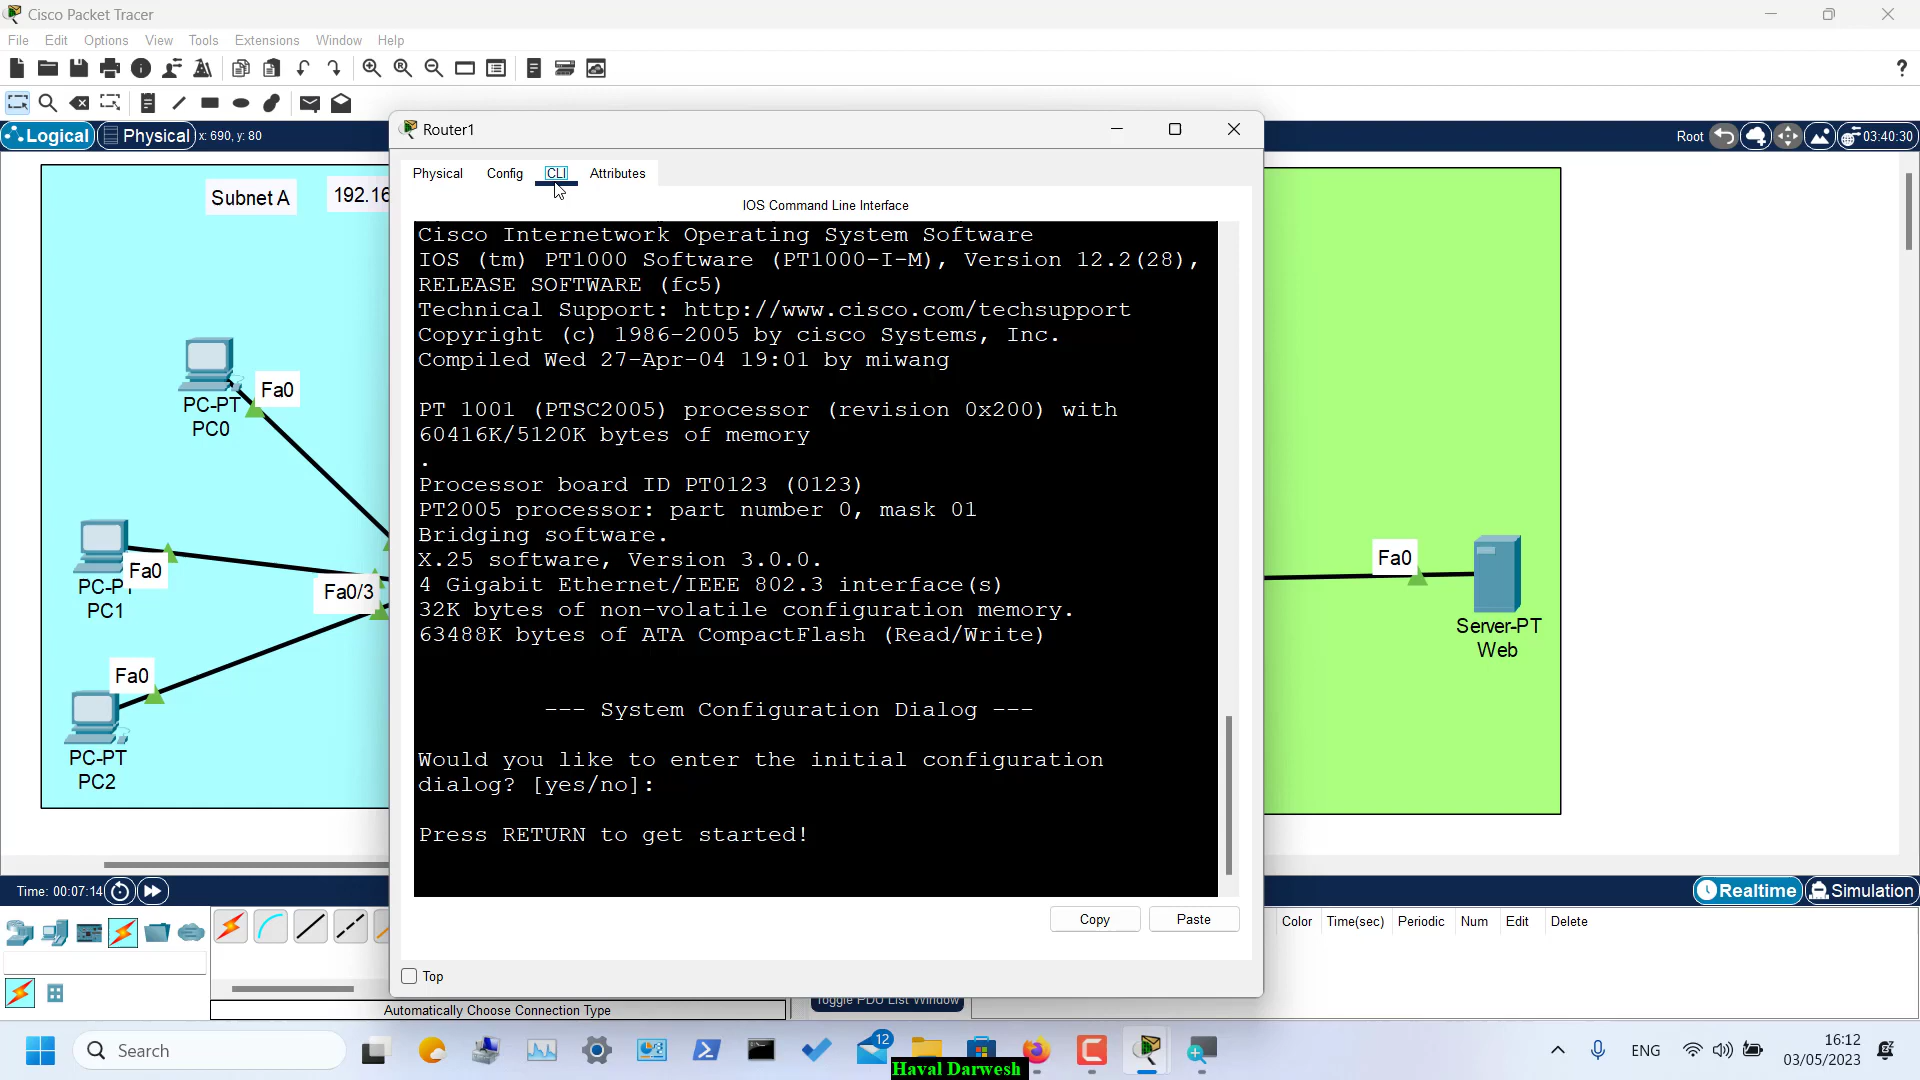 Cisco Packet Tracer
File Edit Options View Tools Extensions Window Help
Logical Physical x: 690, y: 80
Root 03:40:30
Router1
Physical Config CLI Attributes
IOS Command Line Interface
Cisco Internetwork Operating System Software
IOS (tm) PT1000 Software (PT1000-I-M), Version 12.2(28),
RELEASE SOFTWARE (fc5)
Technical Support: http://www.cisco.com/techsupport
Copyright (c) 1986-2005 by cisco Systems, Inc.
Compiled Wed 27-Apr-04 19:01 by miwang
PT 1001 (PTSC2005) processor (revision 0x200) with
60416K/5120K bytes of memory
.
Processor board ID PT0123 (0123)
PT2005 processor: part number 0, mask 01
Bridging software.
X.25 software, Version 3.0.0.
4 Gigabit Ethernet/IEEE 802.3 interface(s)
32K bytes of non-volatile configuration memory.
63488K bytes of ATA CompactFlash (Read/Write)
--- System Configuration Dialog ---
Would you like to enter the initial configuration
dialog? [yes/no]:
Press RETURN to get started!
Copy Paste
Top
Subnet A
192.16
Fa0
PC-PT
PC0
Fa0
PC-P
PC1
Fa0/3
Fa0
PC-PT
PC2
Fa0
Server-PT
Web
Time: 00:07:14
Realtime Simulation
Color Time(sec) Periodic Num Edit Delete
Automatically Choose Connection Type
Toggle PDU List Window
Search
12
Haval Darwesh
ENG
16:12
03/05/2023